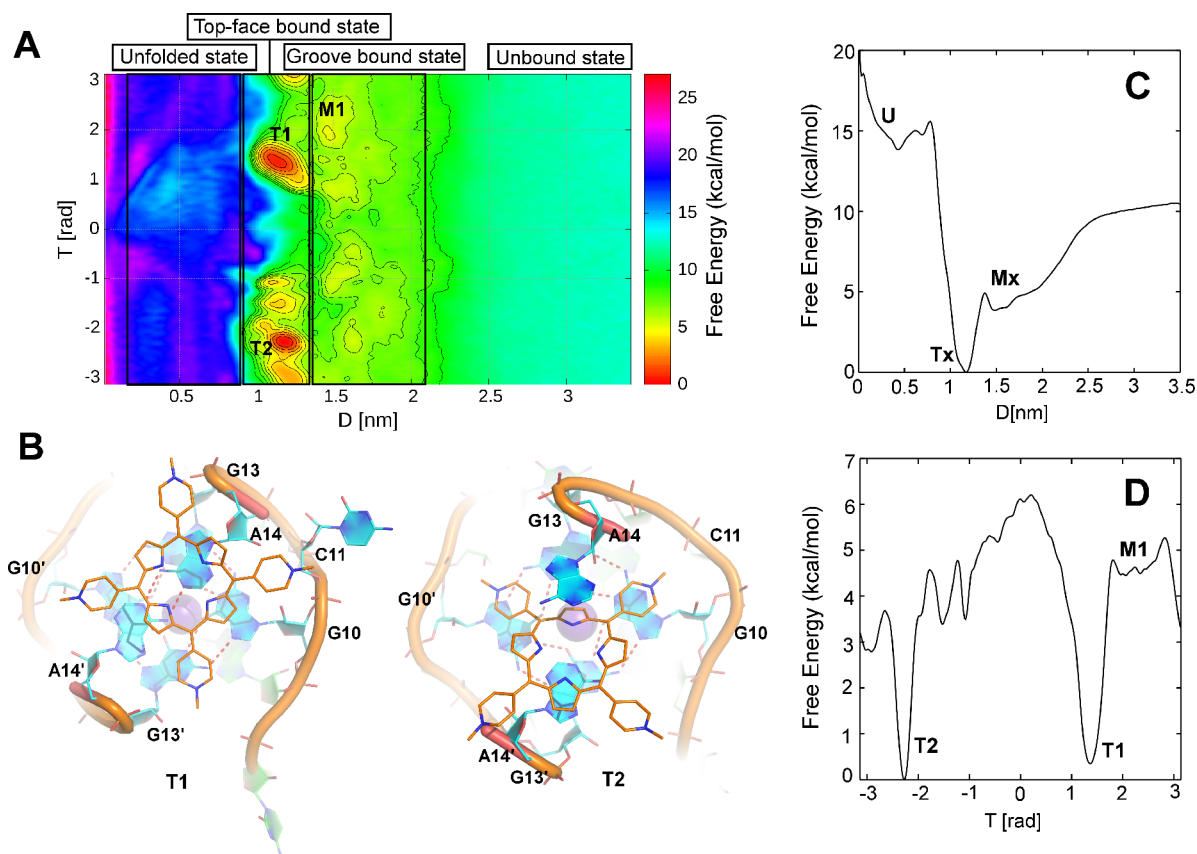 A
Top-face bound state
Unfolded state
Groove bound state
Unbound state
T [rad]
3
2
1
0
-1
-2
-3
T1
M1
T2
0.5
1
1.5
2
2.5
3
D [nm]
25
20
15
10
5
0
Free Energy (kcal/mol)
C
Free Energy (kcal/mol)
20
15
10
5
0
U
Tx
Mx
0
0.5
1
1.5
2
2.5
3
3.5
D[nm]
B
G13
A14
C11
G10'
G10
A14'
G13'
T1
G13
A14
C11
G10'
G10
A14'
G13'
T2
D
Free Energy (kcal/mol)
7
6
5
4
3
2
1
0
M1
T2
T1
-3
-2
-1
0
1
2
3
T [rad]